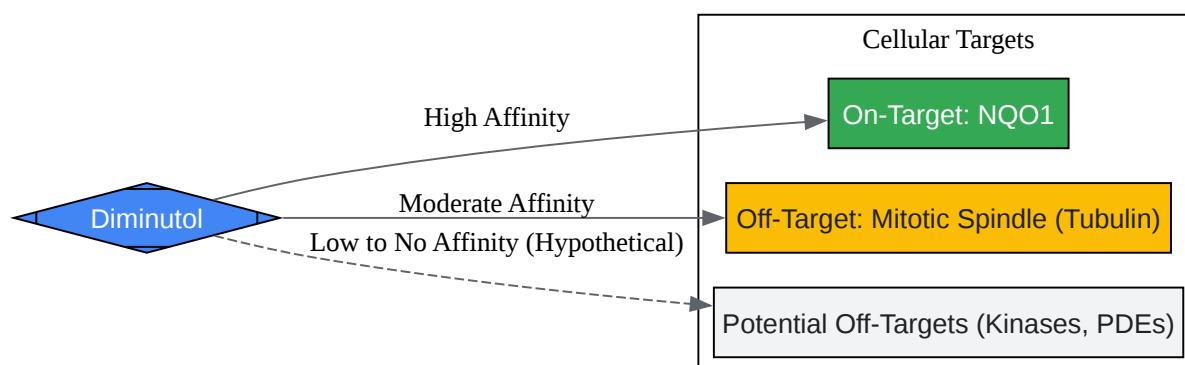 Cellular Targets
High Affinity
On-Target: NQO1
Diminutol
Moderate Affinity
Off-Target: Mitotic Spindle (Tubulin)
Low to No Affinity (Hypothetical)
Potential Off-Targets (Kinases, PDEs)